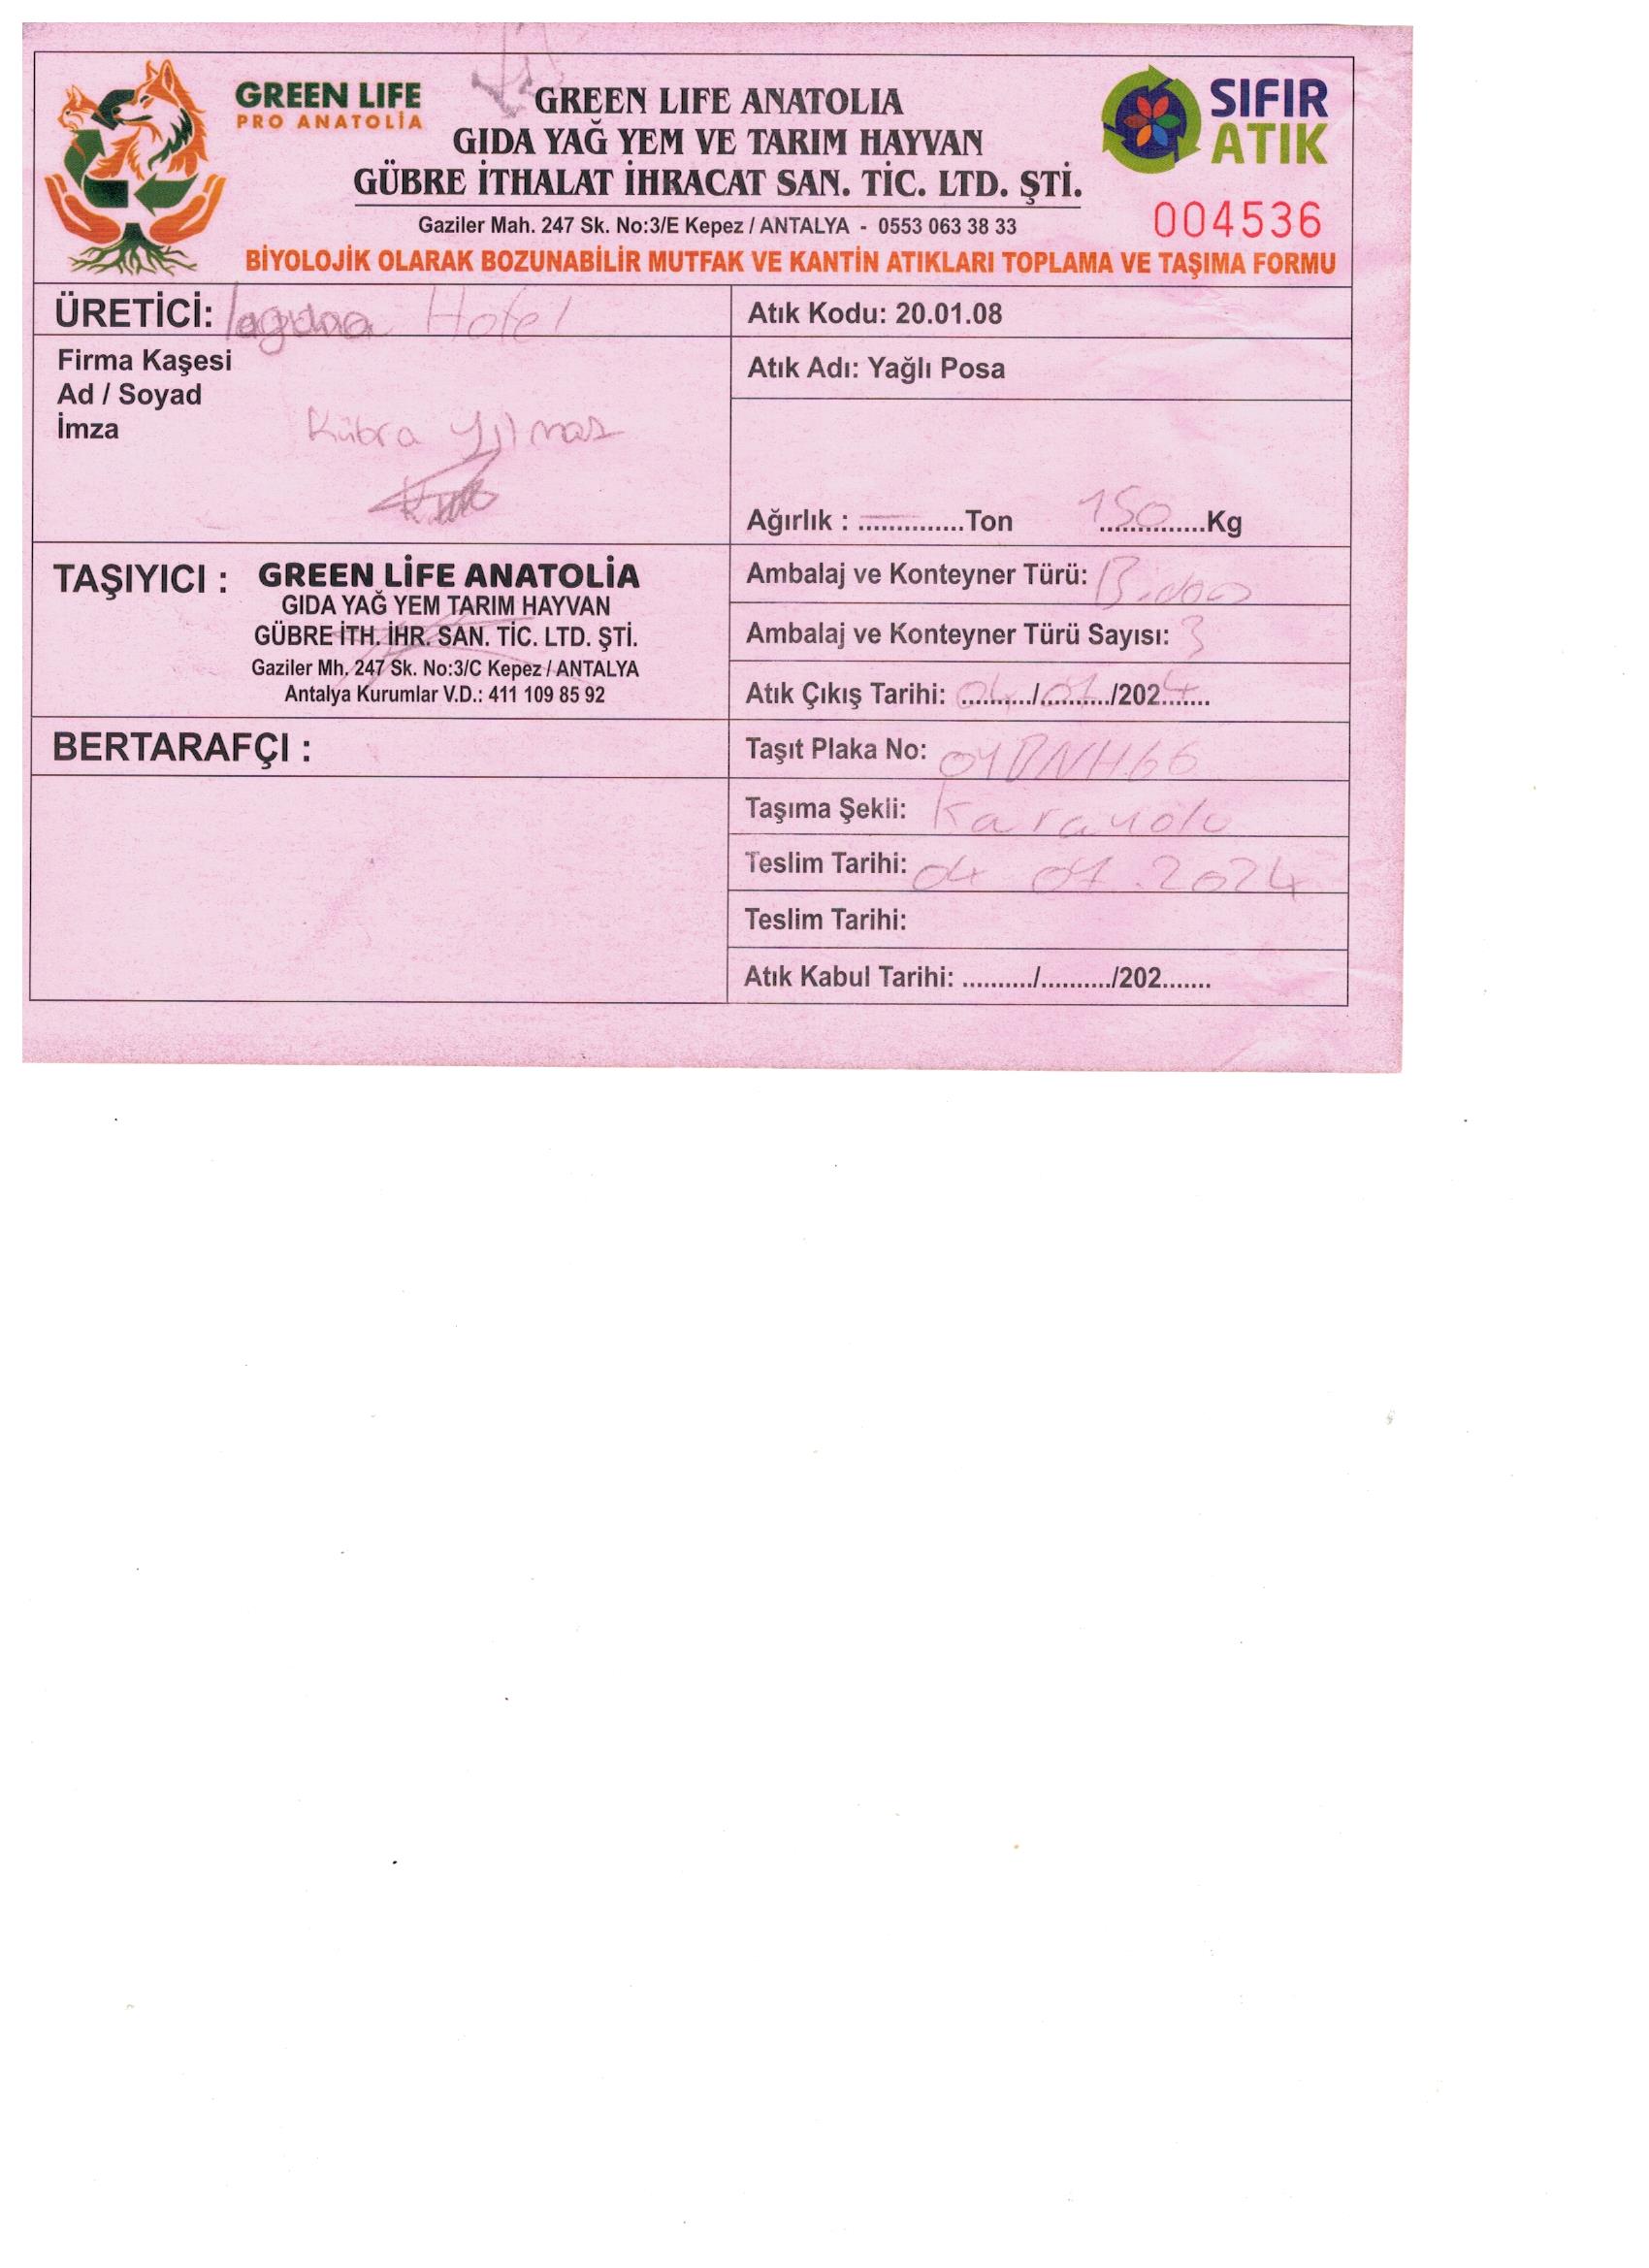 GREEN LIFE
PRO ANATOLİA
GREEN LIFE ANATOLIA
GIDA YAĞ YEM VE TARIM HAYVAN
GÜBRE İTHALAT İHRACAT SAN. TİC. LTD. ŞTİ.
Gaziler Mah. 247 Sk. No:3/E Kepez / ANTALYA - 0553 063 38 33
SIFIR
ATIK
004536
BİYOLOJİK OLARAK BOZUNABİLİR MUTFAK VE KANTİN ATIKLARI TOPLAMA VE TAŞIMA FORMU
ÜRETİCİ: Hotel
Firma Kaşesi
Ad / Soyad
İmza
Kübra Yılmaz
Atık Kodu: 20.01.08
Atık Adı: Yağlı Posa
Ağırlık : ..............Ton 150 Kg
TAŞIYICI : GREEN LİFE ANATOLİA
GIDA YAĞ YEM TARIM HAYVAN
GÜBRE İTH. İHR. SAN. TİC. LTD. ŞTİ.
Gaziler Mh. 247 Sk. No:3/C Kepez / ANTALYA
Antalya Kurumlar V.D.: 411 109 85 92
Ambalaj ve Konteyner Türü: Bidon
Ambalaj ve Konteyner Türü Sayısı: 3
Atık Çıkış Tarihi: 04/07/2024
BERTARAFÇI :
Taşıt Plaka No:
Taşıma Şekli: Karayolu
Teslim Tarihi: 04 07.2024
Teslim Tarihi:
Atık Kabul Tarihi: ........../........../202.......